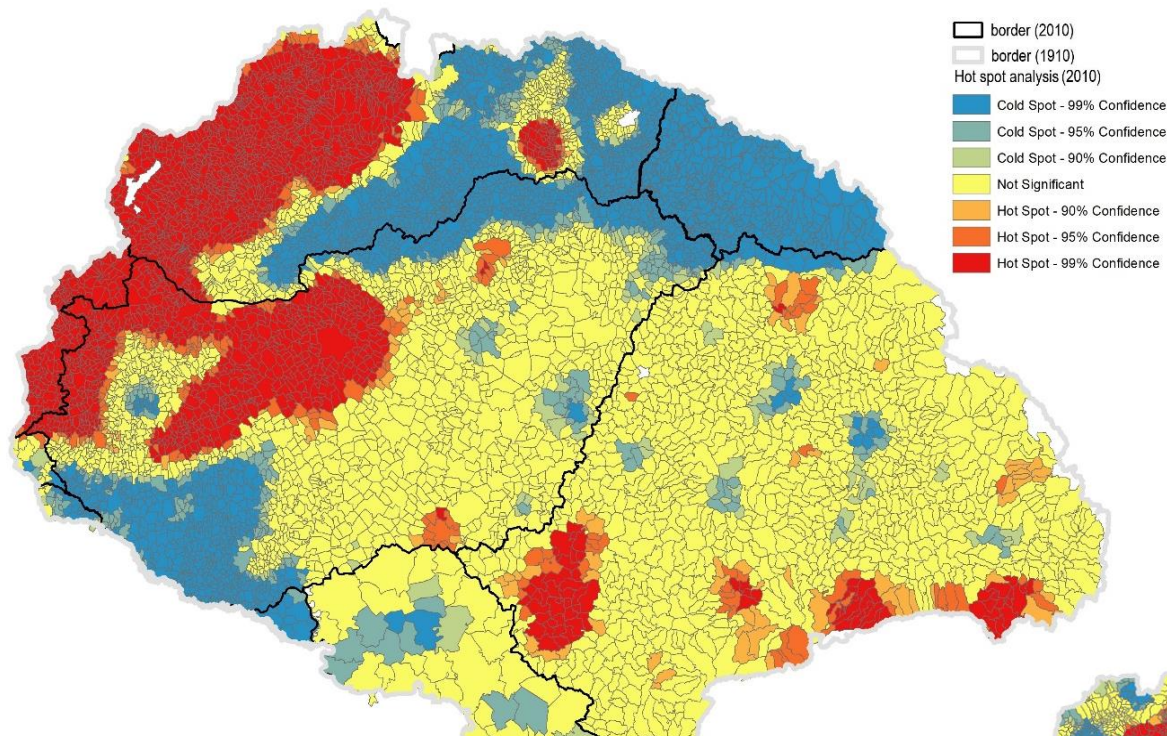 border (2010)
border (1910)
Hot spot analysis (2010)
Cold Spot - 99% Confidence
Cold Spot - 95% Confidence
Cold Spot - 90% Confidence
Not Significant
Hot Spot - 90% Confidence
Hot Spot - 95% Confidence
Hot Spot - 99% Confidence